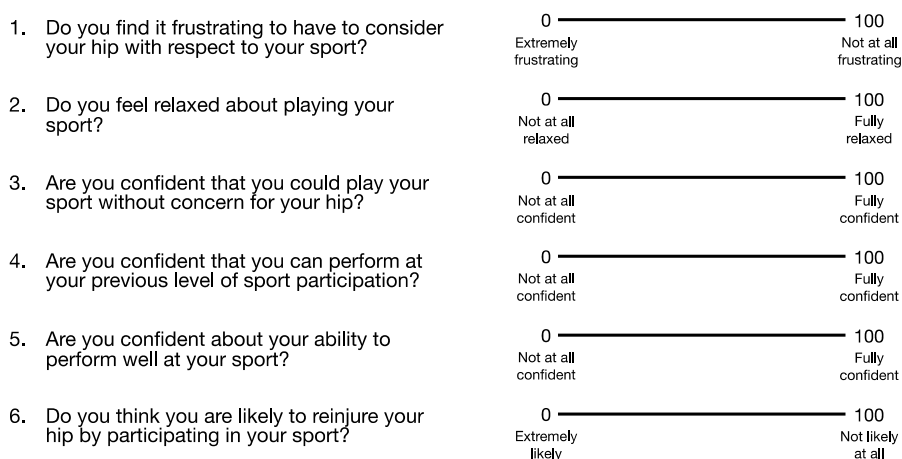 1. Do you find it frustrating to have to consider
your hip with respect to your sport?
0 100
Extremely
frustrating
Not at all
frustrating
2. Do you feel relaxed about playing your
sport?
0 100
Not at all
relaxed
Fully
relaxed
3. Are you confident that you could play your
sport without concern for your hip?
0 100
Not at all
confident
Fully
confident
4. Are you confident that you can perform at
your previous level of sport participation?
0 100
Not at all
confident
Fully
confident
5. Are you confident about your ability to
perform well at your sport?
0 100
Not at all
confident
Fully
confident
6. Do you think you are likely to reinjure your
hip by participating in your sport?
0 100
Extremely
likely
Not likely
at all